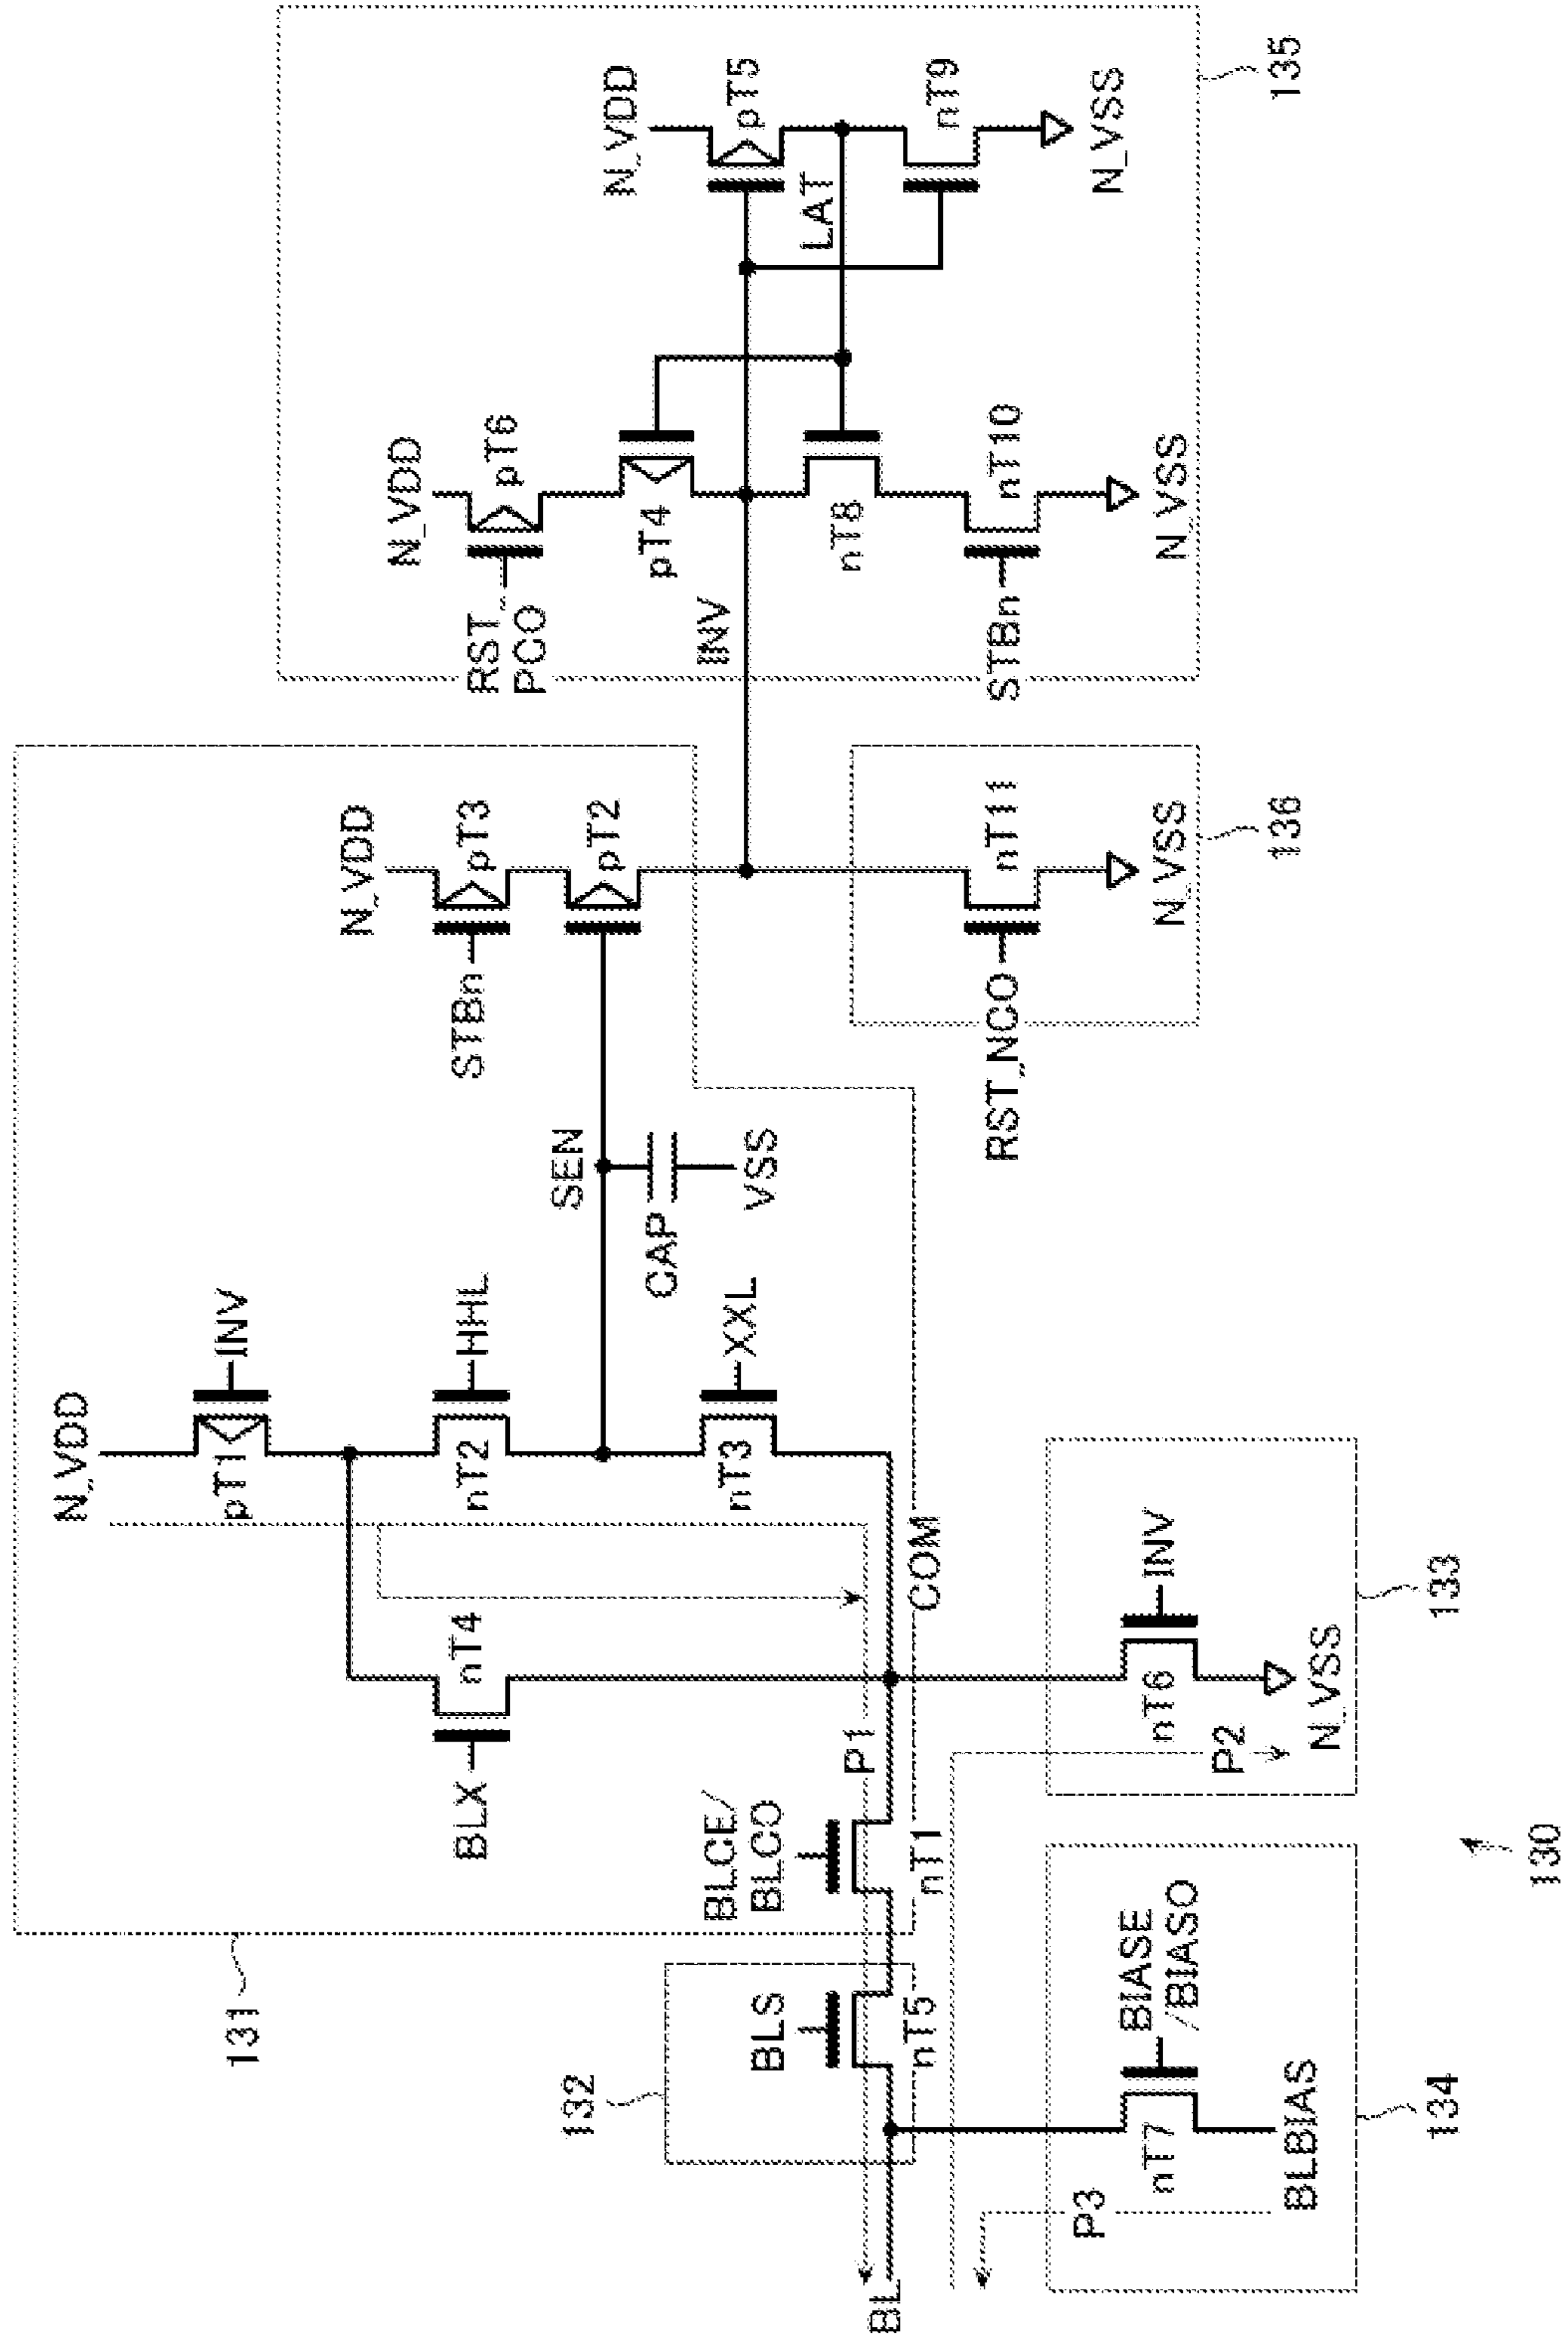 N_VDD
pT1
INV
nT2
HHL
nT3
XXL
BLX
nT4
SEN
CAP
VSS
N_VDD
STBn
pT3
pT2
BLCE/
BLCO
nT1
P1
COM
131
BLS
nT5
132
BL
P3
nT7
BIASE
/BIASO
BLBIAS
134
P2
nT6
INV
N_VSS
133
RST_NCO
nT11
N_VSS
136
INV
N_VDD
RST_
PCO
pT6
pT4
nT8
STBn
nT10
N_VSS
N_VDD
pT5
LAT
nT9
N_VSS
135
130